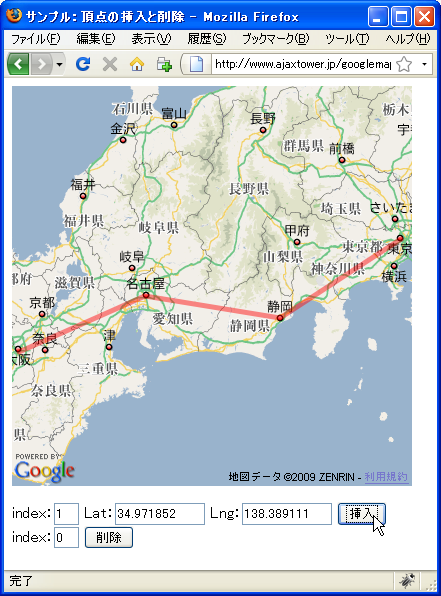 サンプル: 頂点の挿入と削除 - Mozilla Firefox
ファイル(F) 編集(E) 表示(V) 履歴(S) ブックマーク(B) ツール(T) ヘルプ(H)
http://www.ajaxtower.jp/googlemap
石川県
富山
長野
栃木
金沢
群馬県
前橋
宇
福井
長野県
埼玉県
さいたま
福井県
岐阜県
甲府
東京都
東京
山梨県
神奈川県
横浜
岐阜
滋賀県
名古屋
都府
京都
静岡
愛知県
静岡県
奈良
津
大阪
三重県
奈良県
県
POWERED BY
Google
地図データ ©2009 ZENRIN - 利用規約
index: 1 Lat: 34.971852 Lng: 138.389111 挿入
index: 0 削除
完了